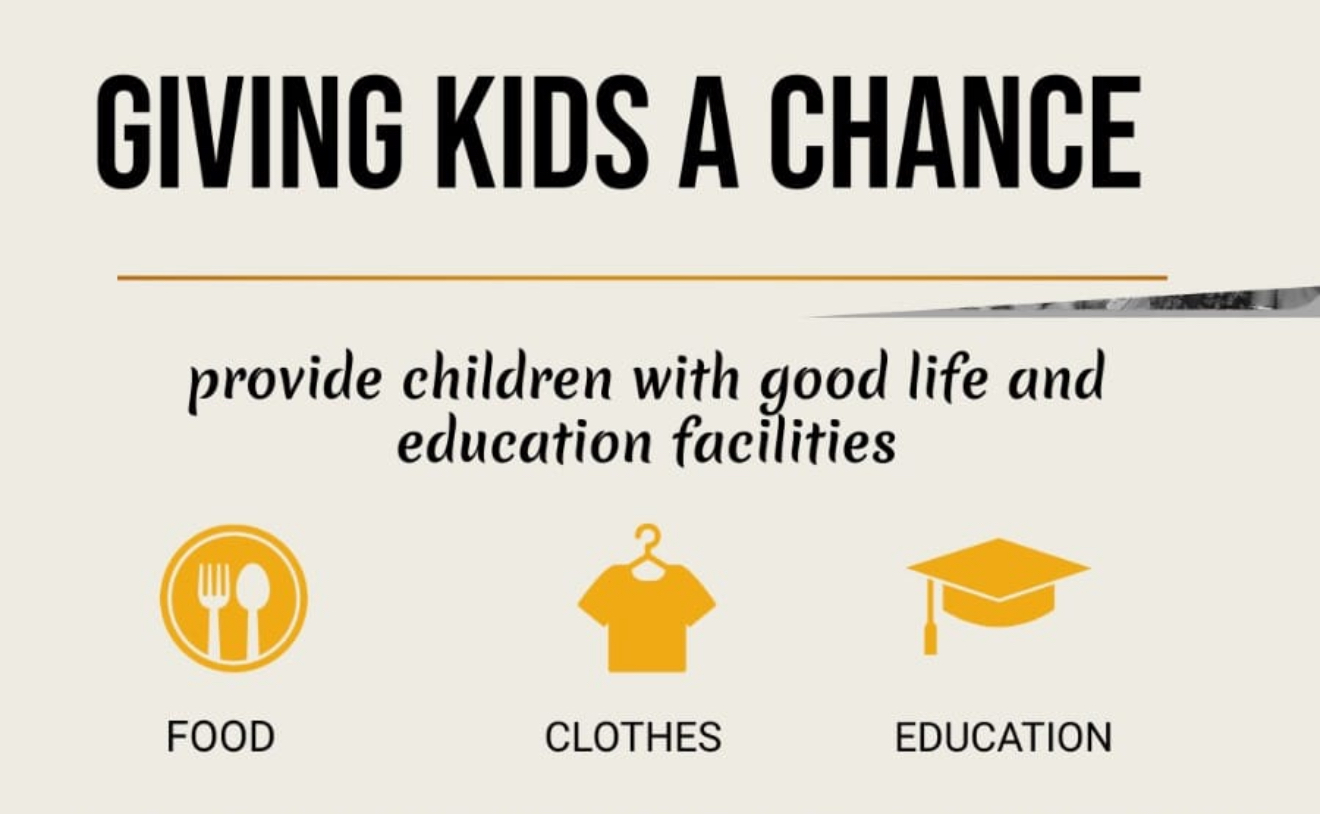 GIVING KIDS A CHANCE
provide children with good life and
education facilities
FOOD
CLOTHES
EDUCATION